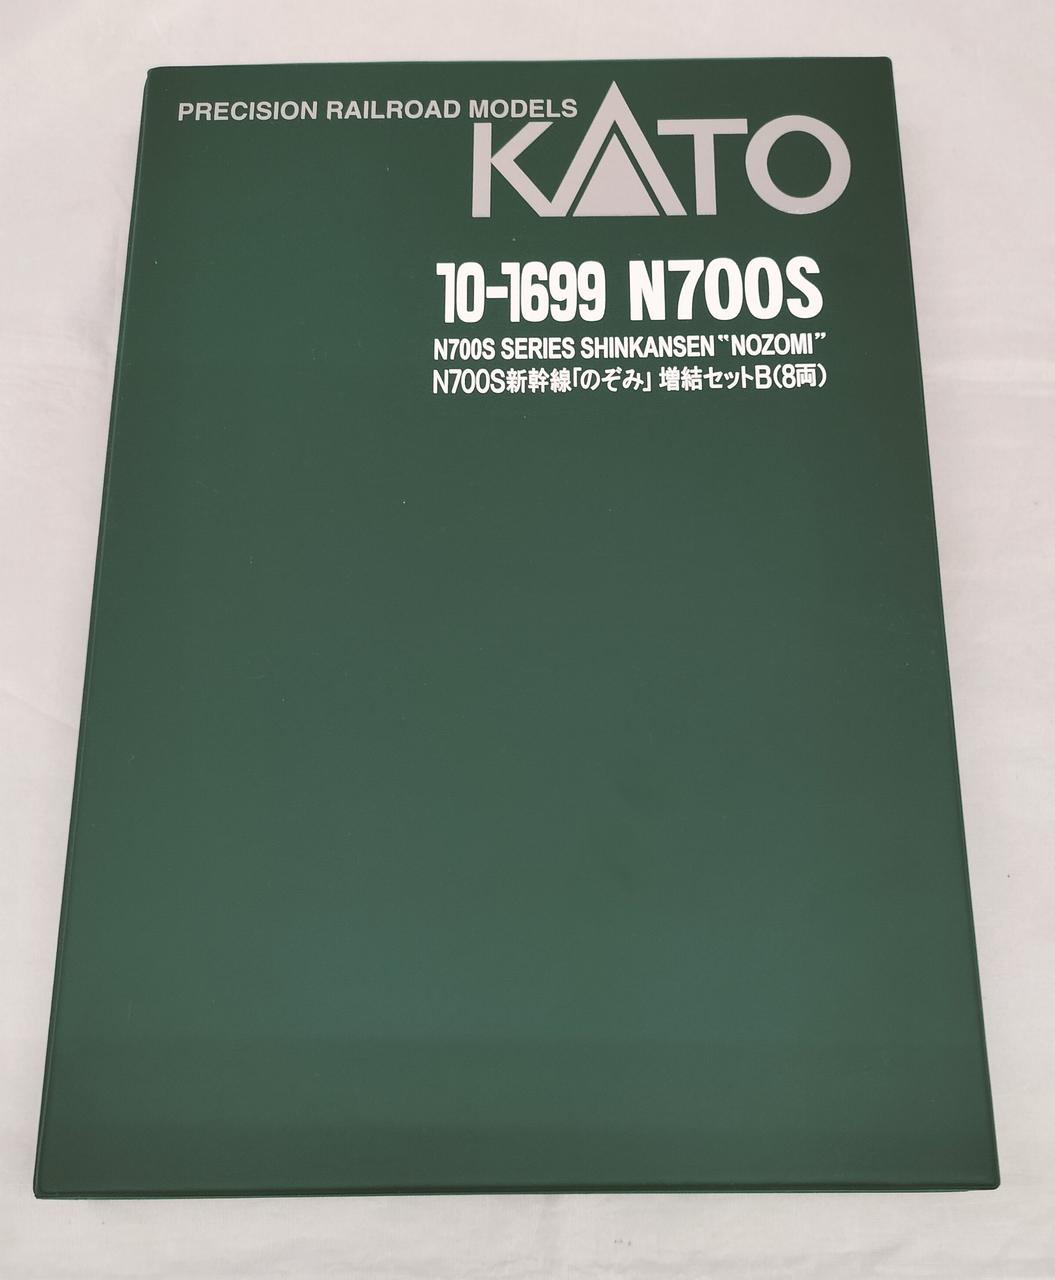 PRECISION RAILROAD MODELS
KATO
10-1699 N700S
N700S SERIES SHINKANSEN “NOZOMI”
N700S新幹線「のぞみ」 増結セットB(8両)